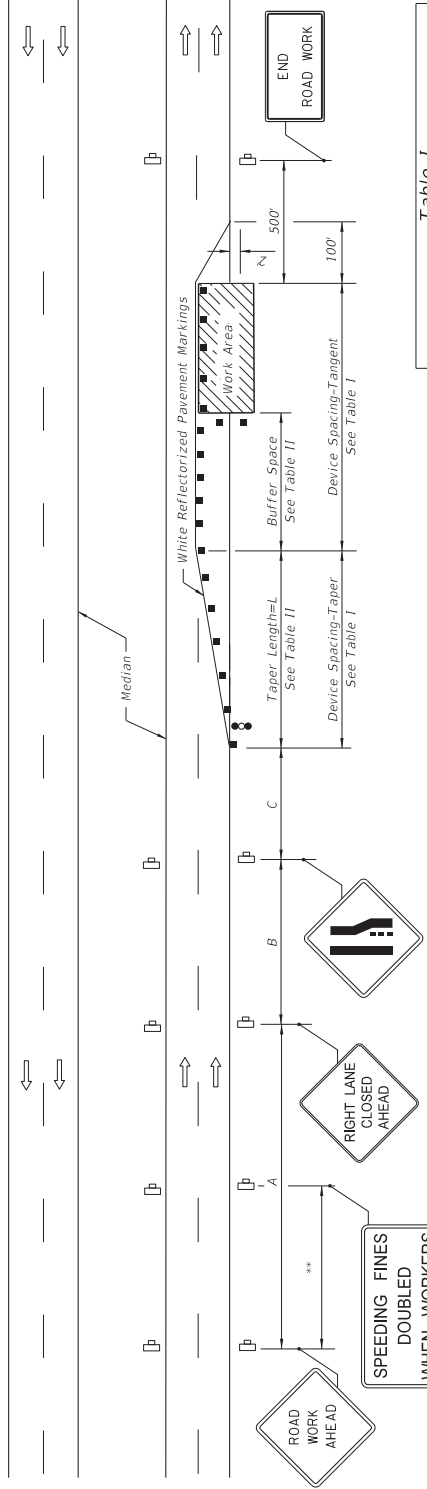 Median
White Reflectorized Pavement Markings
Work Area
END
ROAD WORK
500'
2'
100'
A
B
C
**
Taper Length=L
See Table II
Buffer Space
See Table II
Device Spacing-Taper
See Table I
Device Spacing-Tangent
See Table I
ROAD
WORK
AHEAD
SPEEDING FINES
DOUBLED
WHEN WORKERS
RIGHT LANE
CLOSED
AHEAD
Table I